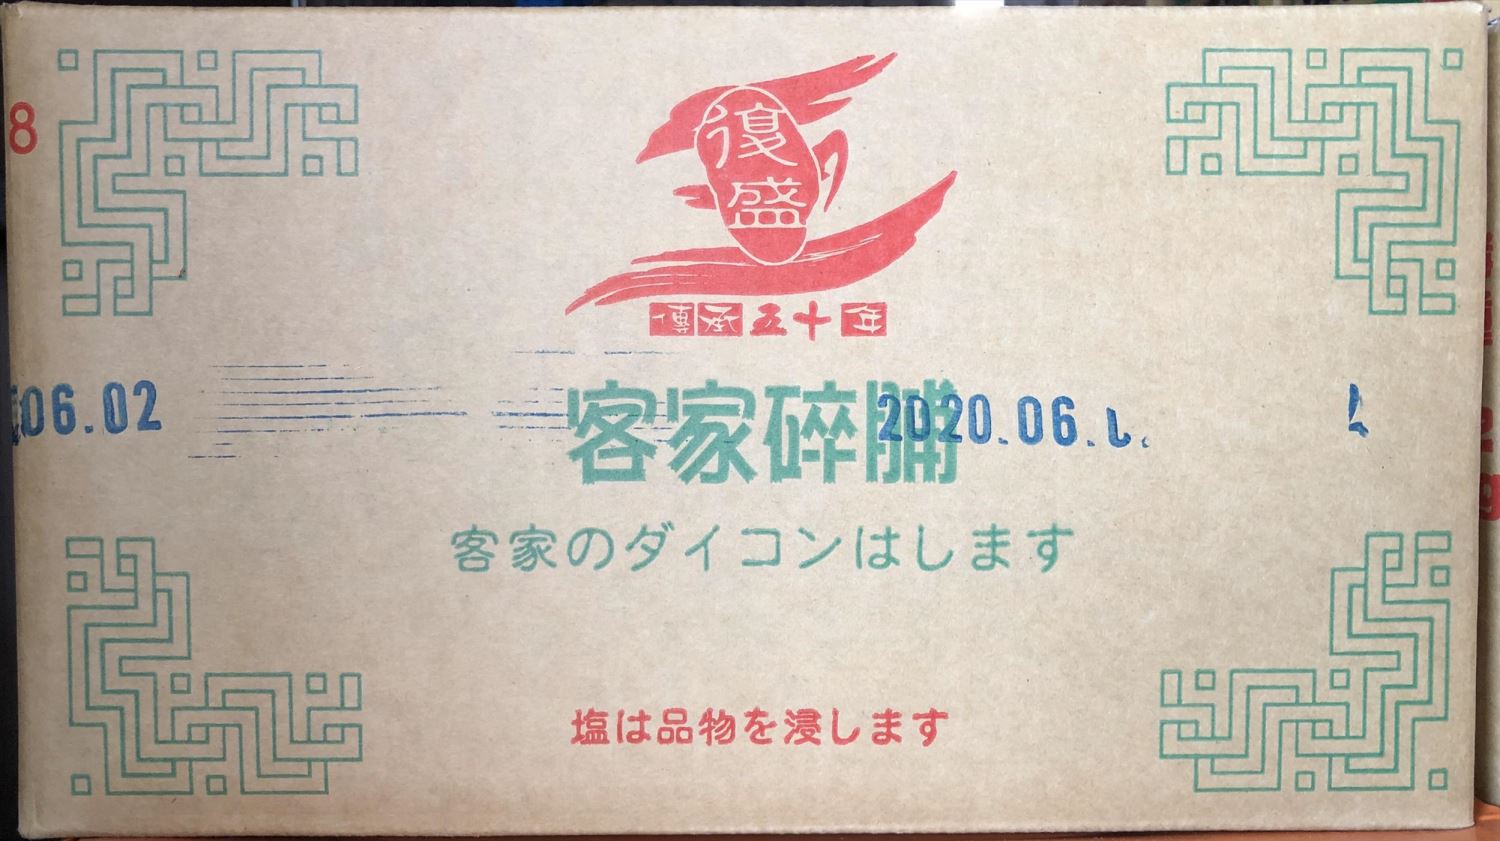 8
復盛
傳承五十年
06.02
客家碎脯
2020.06.
客家のダイコンはします
塩は品物を浸します